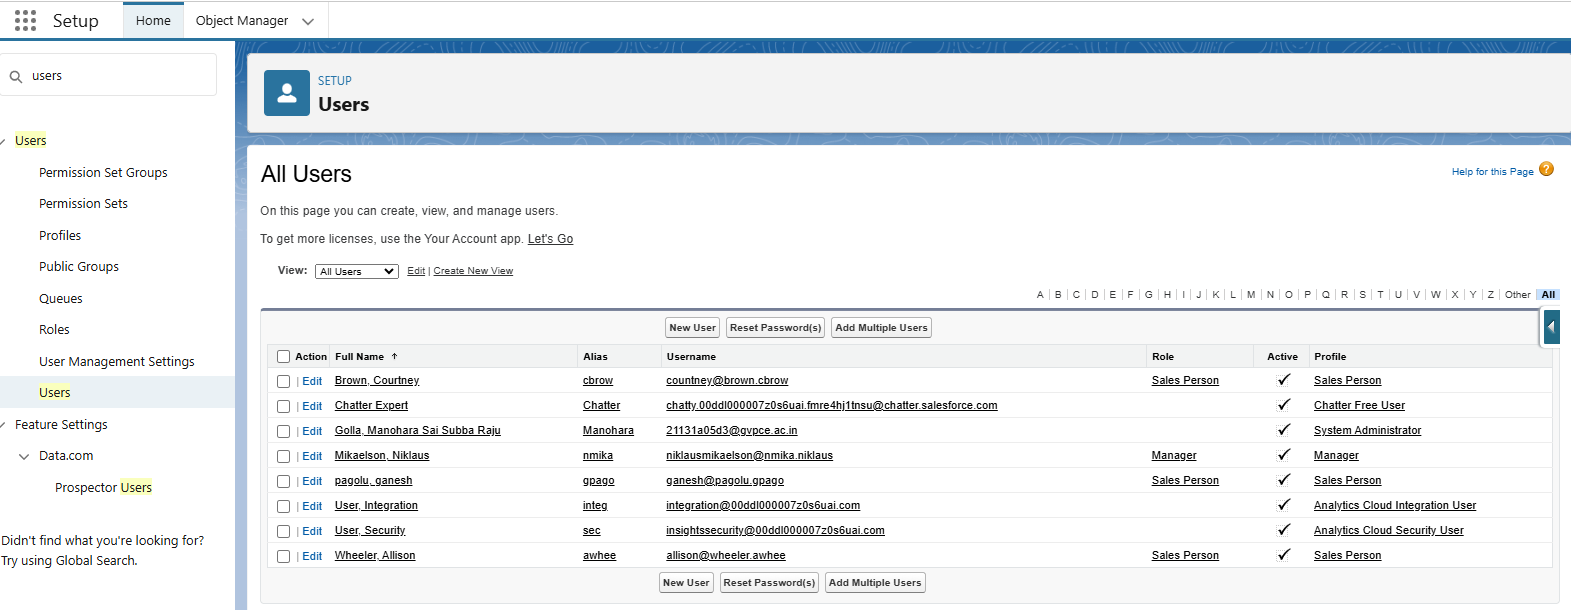 Setup Home Object Manager
users
SETUP
Users
Users
Permission Set Groups
Permission Sets
Profiles
Public Groups
Queues
Roles
User Management Settings
Users
Feature Settings
Data.com
Prospector Users
Didn't find what you're looking for?
Try using Global Search.
All Users
Help for this Page ?
On this page you can create, view, and manage users.
To get more licenses, use the Your Account app. Let's Go
View: All Users Edit | Create New View
A | B | C | D | E | F | G | H | I | J | K | L | M | N | O | P | Q | R | S | T | U | V | W | X | Y | Z | Other | All
New User Reset Password(s) Add Multiple Users
Action Full Name ↑ Alias Username Role Active Profile
| Edit Brown, Courtney cbrow countney@brown.cbrow Sales Person ✓ Sales Person
| Edit Chatter Expert Chatter chatty.00ddl000007z0s6uai.fmre4hj1tnsu@chatter.salesforce.com ✓ Chatter Free User
| Edit Golla, Manohara Sai Subba Raju Manohara 21131a05d3@gvpce.ac.in ✓ System Administrator
| Edit Mikaelson, Niklaus nmika niklausmikaelson@nmika.niklaus Manager ✓ Manager
| Edit pagolu, ganesh gpago ganesh@pagolu.gpago Sales Person ✓ Sales Person
| Edit User, Integration integ integration@00ddl000007z0s6uai.com ✓ Analytics Cloud Integration User
| Edit User, Security sec insightssecurity@00ddl000007z0s6uai.com ✓ Analytics Cloud Security User
| Edit Wheeler, Allison awhee allison@wheeler.awhee Sales Person ✓ Sales Person
New User Reset Password(s) Add Multiple Users